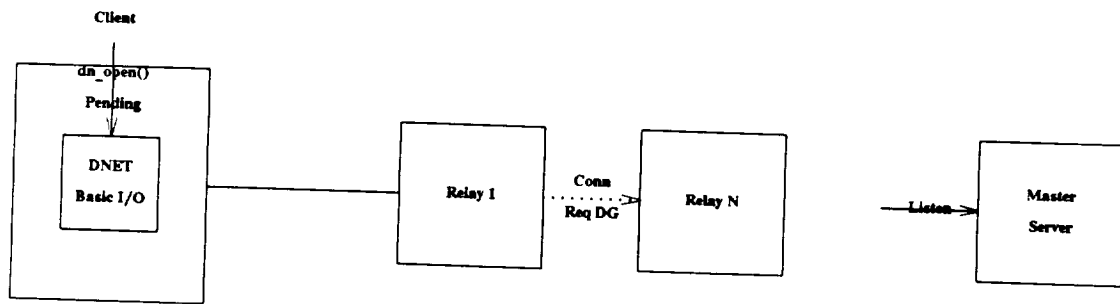 Client
dn_open()
Pending
DNET
Basic I/O
Relay 1
Conn
Req DG
Relay N
Listen
Master
Server